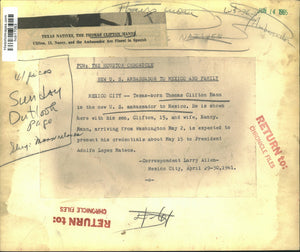 JAN 4 1965
TEXAS NATIVES, THE THOMAS CLIFTON MANNS
Clifton, 15, Nancy, and the Ambassador Are Fluent in Spanish
FOR: THE HOUSTON CHRONICLE
NEW U. S. AMBASSADOR TO MEXICO AND FAMILY
MEXICO CITY — Texas-born Thomas Clifton Mann
is the new U. S. ambassador to Mexico. He is shown
here with his son, Clifton, 15, and wife, Nancy.
Mann, arriving from Washington May 2, is expected to
present his credentials about May 15 to President
Adolfo Lopez Mateos.
-Correspondent Larry Allen-
Mexico City, April 29-30,1961.
-o-
Sunday
Outlook
page
RETURN to:
CHRONICLE FILES
RETURN to:
CHRONICLE FILES